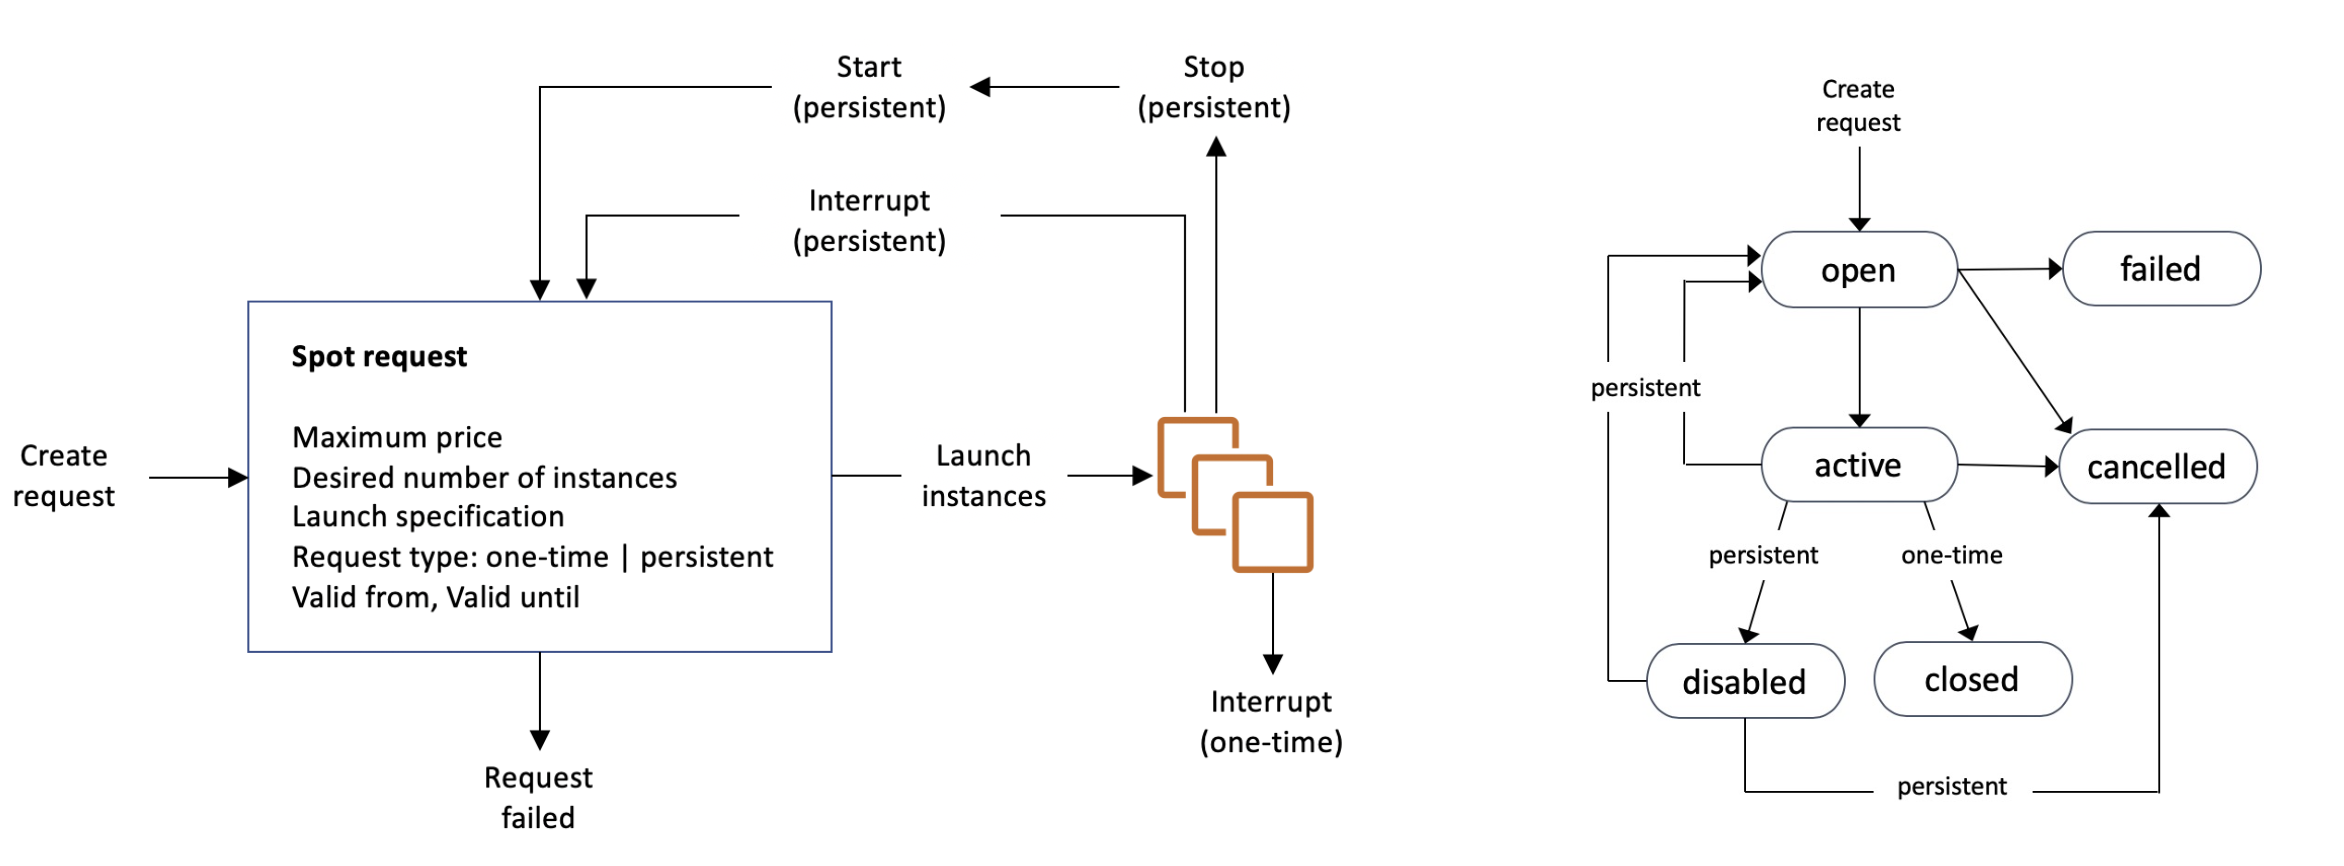 Start
(persistent)
Stop
(persistent)
Interrupt
(persistent)
Create
request
Spot request
Maximum price
Desired number of instances
Launch specification
Request type: one-time | persistent
Valid from, Valid until
Launch
instances
Interrupt
(one-time)
Request
failed
Create
request
open
failed
persistent
active
cancelled
persistent
one-time
disabled
closed
persistent